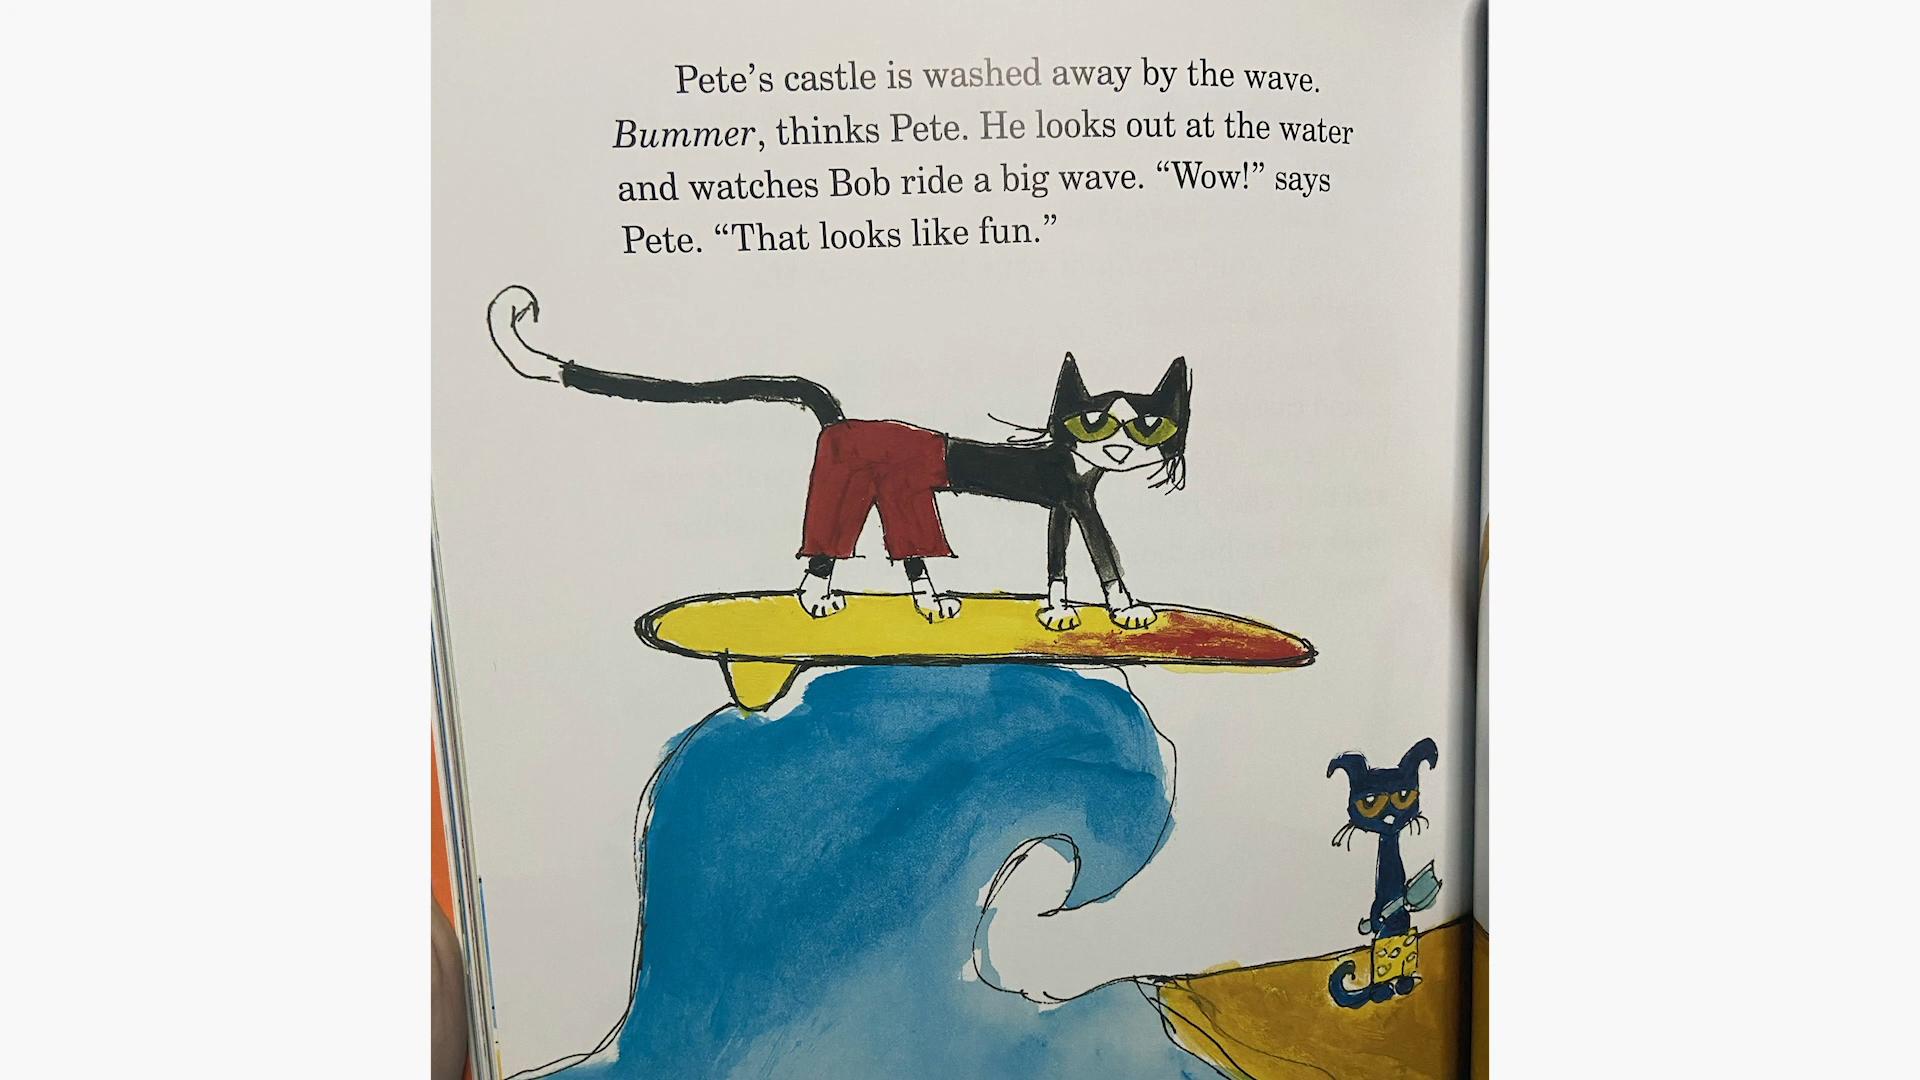 Pete’s castle is washed away by the wave.
Bummer, thinks Pete. He looks out at the water
and watches Bob ride a big wave. “Wow!” says
Pete. “That looks like fun.”